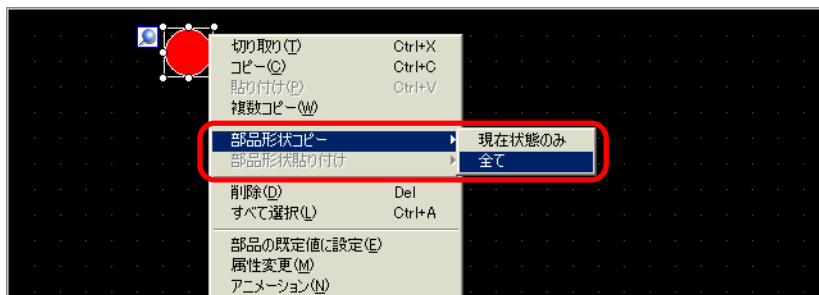 切り取り(T) Ctrl+X
コピー(C) Ctrl+C
貼り付け(P) Ctrl+V
複数コピー(W)
部品形状コピー 現在状態のみ
部品形状貼り付け 全て
削除(D) Del
すべて選択(L) Ctrl+A
部品の既定値に設定(E)
属性変更(M)
アニメーション(N)